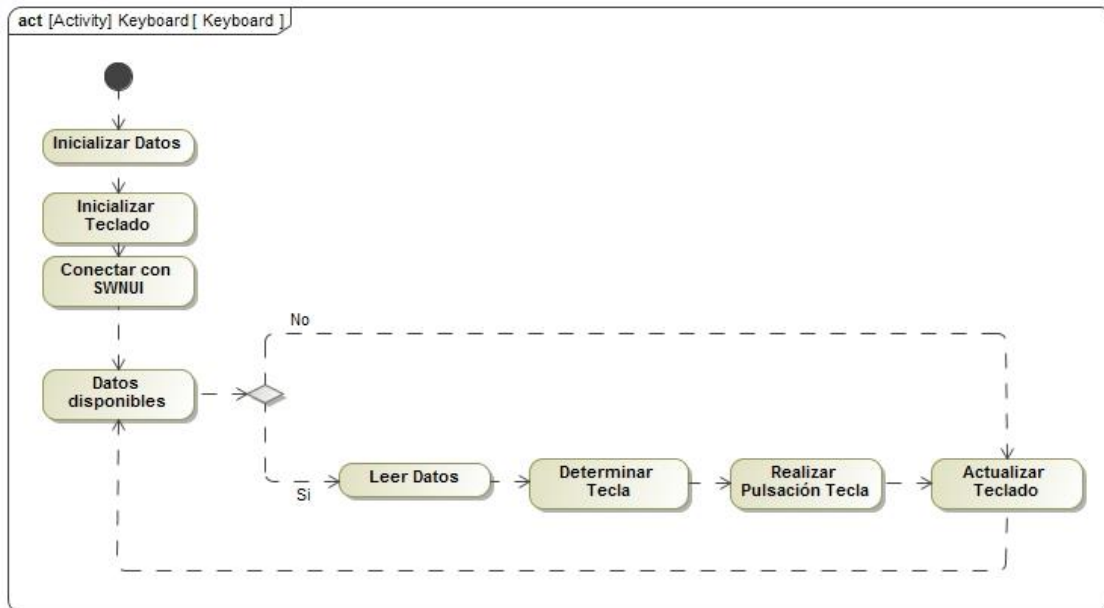 act [Activity] Keyboard [ Keyboard ]
Inicializar Datos
Inicializar
Teclado
Conectar con
SWNUI
No
Datos
disponibles
Si
Leer Datos
Determinar
Tecla
Realizar
Pulsación Tecla
Actualizar
Teclado